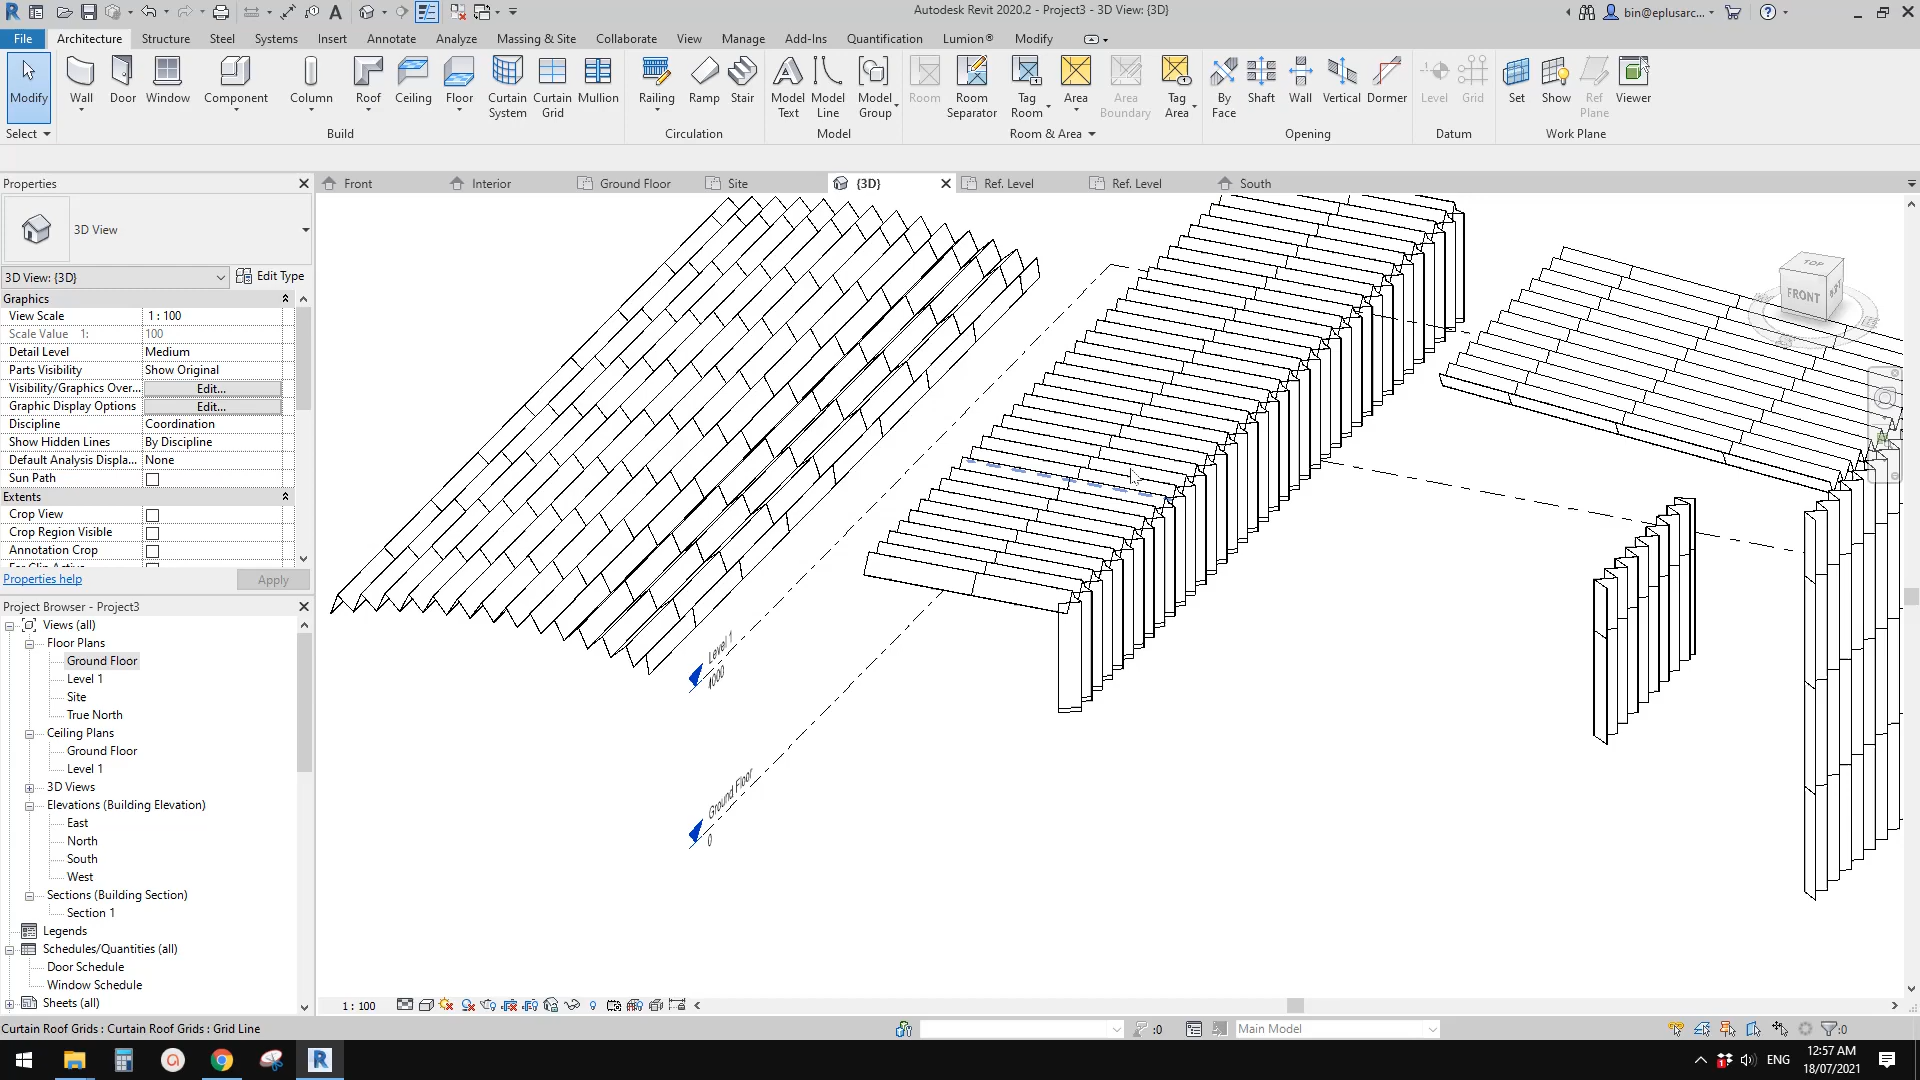 Autodesk Revit 2020.2 - Project3 - 3D View: {3D}
bin@eplusarc...
File Architecture Structure Steel Systems Insert Annotate Analyze Massing & Site Collaborate View Manage Add-Ins Quantification Lumion® Modify
Modify Wall Door Window Component Column Roof Ceiling Floor Curtain System Curtain Grid Mullion Railing Ramp Stair Model Text Model Line Model Group Room Room Separator Tag Room Area Area Boundary Tag Area By Face Shaft Wall Vertical Dormer Level Grid Set Show Ref Plane Viewer
Select Build Circulation Model Room & Area Opening Datum Work Plane
Properties
Front Interior Ground Floor Site {3D} Ref. Level Ref. Level South
3D View
3D View: {3D} Edit Type
Graphics
View Scale 1 : 100
Scale Value 1: 100
Detail Level Medium
Parts Visibility Show Original
Visibility/Graphics Over... Edit...
Graphic Display Options Edit...
Discipline Coordination
Show Hidden Lines By Discipline
Default Analysis Displa... None
Sun Path
Extents
Crop View
Crop Region Visible
Annotation Crop
Properties help Apply
Project Browser - Project3
Views (all)
Floor Plans
Ground Floor
Level 1
Site
True North
Ceiling Plans
Ground Floor
Level 1
3D Views
Elevations (Building Elevation)
East
North
South
West
Sections (Building Section)
Section 1
Legends
Schedules/Quantities (all)
Door Schedule
Window Schedule
Sheets (all)
TOP
FRONT
Level 1
4000
Ground Floor
0
1 : 100
Curtain Roof Grids : Curtain Roof Grids : Grid Line
:0
Main Model
:0
ENG
12:57 AM
18/07/2021